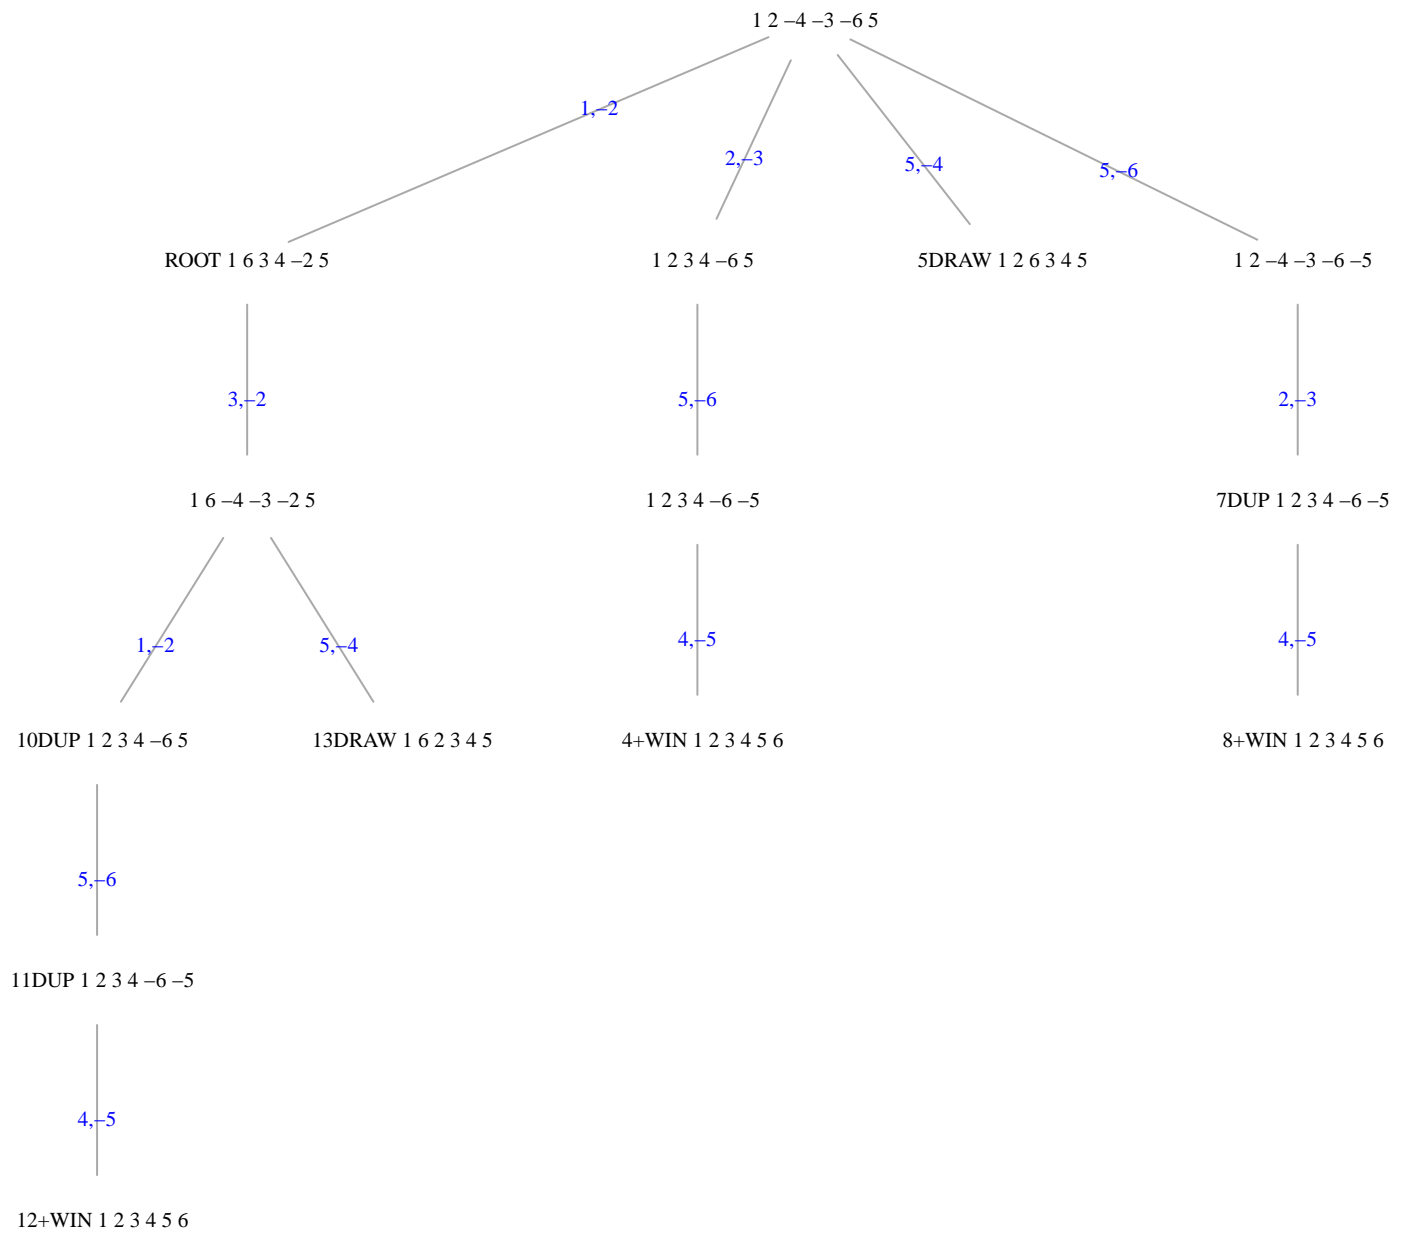 1 2 –4 –3 –6 5
1,–2
2,–3
5,–4
5,–6
ROOT 1 6 3 4 –2 5
1 2 3 4 –6 5
5DRAW 1 2 6 3 4 5
1 2 –4 –3 –6 –5
3,–2
5,–6
2,–3
1 6 –4 –3 –2 5
1 2 3 4 –6 –5
7DUP 1 2 3 4 –6 –5
1,–2
5,–4
4,–5
4,–5
10DUP 1 2 3 4 –6 5
13DRAW 1 6 2 3 4 5
4+WIN 1 2 3 4 5 6
8+WIN 1 2 3 4 5 6
5,–6
11DUP 1 2 3 4 –6 –5
4,–5
12+WIN 1 2 3 4 5 6